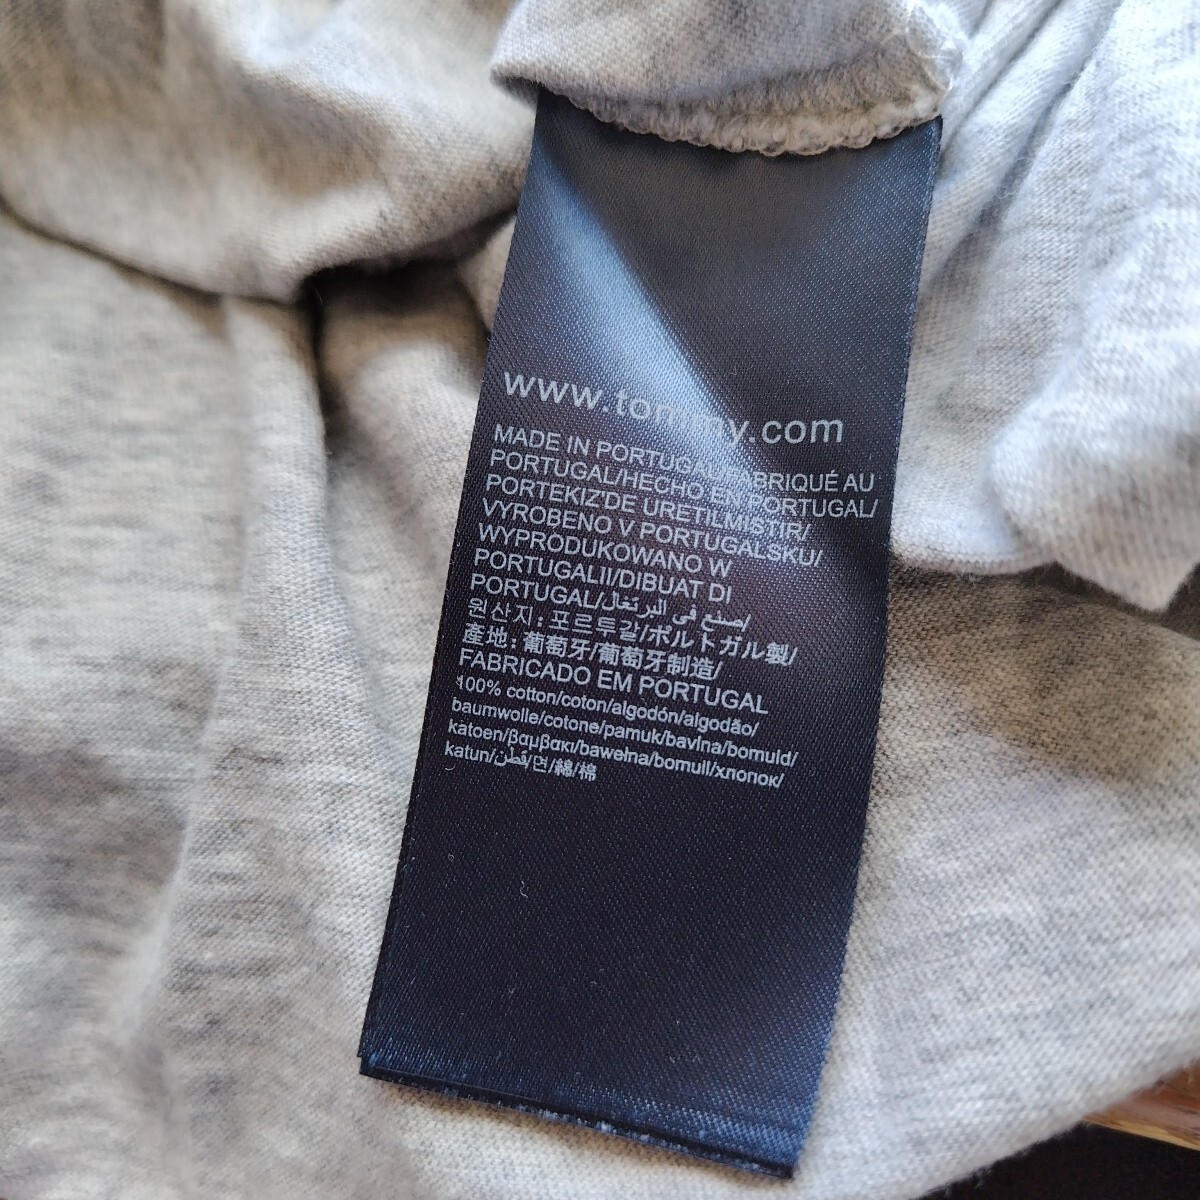 www.tommy.com
MADE IN PORTUGAL/FABRIQUÉ AU
PORTUGAL/HECHO EN PORTUGAL/
PORTEKIZ'DE URETILMISTIR/
VYROBENO V PORTUGALSKU/
WYPRODUKOWANO W
PORTUGALII/DIBUAT DI
PORTUGAL/صنع في البرتغال/
원산지: 포르투갈/ポルトガル製/
產地: 葡萄牙/葡萄牙制造/
FABRICADO EM PORTUGAL
100% cotton/coton/algodón/algodão/
baumwolle/cotone/pamuk/bavlna/bomuld/
katoen/βαμβακι/bawełna/bomull/хлопок/
katun/قطن/면/綿/棉